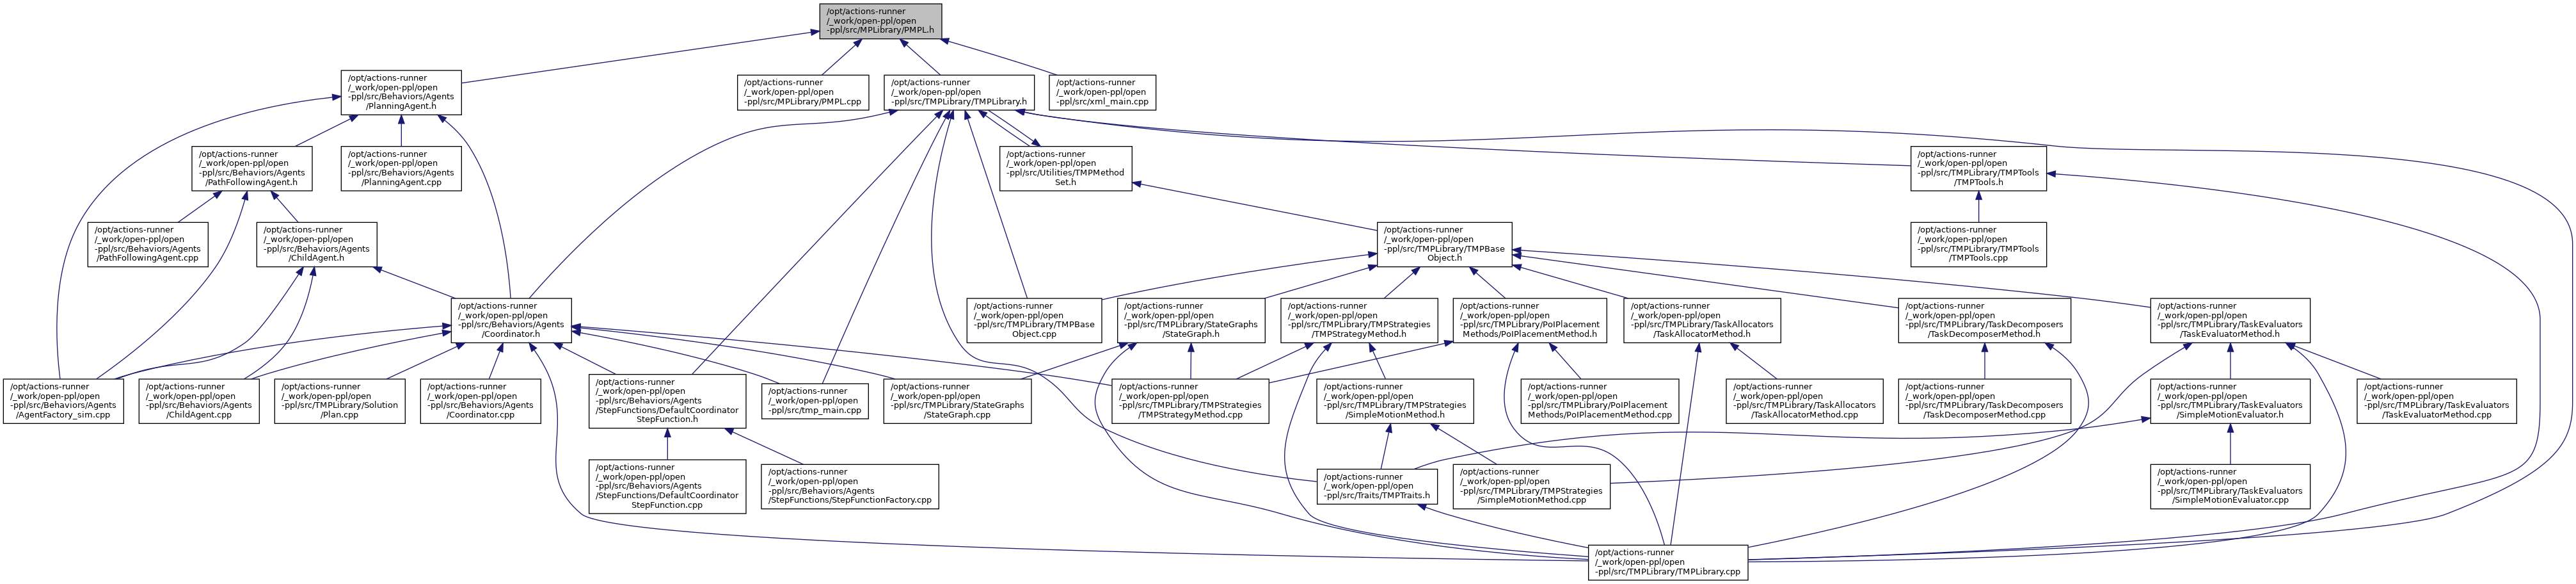 /opt/actions-runner
/_work/open-ppl/open
-ppl/src/MPLibrary/PMPL.h
/opt/actions-runner
/_work/open-ppl/open
-ppl/src/Behaviors/Agents
/PlanningAgent.h
/opt/actions-runner
/_work/open-ppl/open
-ppl/src/MPLibrary/PMPL.cpp
/opt/actions-runner
/_work/open-ppl/open
-ppl/src/TMPLibrary/TMPLibrary.h
/opt/actions-runner
/_work/open-ppl/open
-ppl/src/xml_main.cpp
/opt/actions-runner
/_work/open-ppl/open
-ppl/src/Behaviors/Agents
/PathFollowingAgent.h
/opt/actions-runner
/_work/open-ppl/open
-ppl/src/Behaviors/Agents
/PlanningAgent.cpp
/opt/actions-runner
/_work/open-ppl/open
-ppl/src/Utilities/TMPMethod
Set.h
/opt/actions-runner
/_work/open-ppl/open
-ppl/src/TMPLibrary/TMPTools
/TMPTools.h
/opt/actions-runner
/_work/open-ppl/open
-ppl/src/Behaviors/Agents
/PathFollowingAgent.cpp
/opt/actions-runner
/_work/open-ppl/open
-ppl/src/Behaviors/Agents
/ChildAgent.h
/opt/actions-runner
/_work/open-ppl/open
-ppl/src/TMPLibrary/TMPBase
Object.h
/opt/actions-runner
/_work/open-ppl/open
-ppl/src/TMPLibrary/TMPTools
/TMPTools.cpp
/opt/actions-runner
/_work/open-ppl/open
-ppl/src/Behaviors/Agents
/Coordinator.h
/opt/actions-runner
/_work/open-ppl/open
-ppl/src/TMPLibrary/TMPBase
Object.cpp
/opt/actions-runner
/_work/open-ppl/open
-ppl/src/TMPLibrary/StateGraphs
/StateGraph.h
/opt/actions-runner
/_work/open-ppl/open
-ppl/src/TMPLibrary/TMPStrategies
/TMPStrategyMethod.h
/opt/actions-runner
/_work/open-ppl/open
-ppl/src/TMPLibrary/PoIPlacement
Methods/PoIPlacementMethod.h
/opt/actions-runner
/_work/open-ppl/open
-ppl/src/TMPLibrary/TaskAllocators
/TaskAllocatorMethod.h
/opt/actions-runner
/_work/open-ppl/open
-ppl/src/TMPLibrary/TaskDecomposers
/TaskDecomposerMethod.h
/opt/actions-runner
/_work/open-ppl/open
-ppl/src/TMPLibrary/TaskEvaluators
/TaskEvaluatorMethod.h
/opt/actions-runner
/_work/open-ppl/open
-ppl/src/Behaviors/Agents
/AgentFactory_sim.cpp
/opt/actions-runner
/_work/open-ppl/open
-ppl/src/Behaviors/Agents
/ChildAgent.cpp
/opt/actions-runner
/_work/open-ppl/open
-ppl/src/TMPLibrary/Solution
/Plan.cpp
/opt/actions-runner
/_work/open-ppl/open
-ppl/src/Behaviors/Agents
/Coordinator.cpp
/opt/actions-runner
/_work/open-ppl/open
-ppl/src/Behaviors/Agents
/StepFunctions/DefaultCoordinator
StepFunction.h
/opt/actions-runner
/_work/open-ppl/open
-ppl/src/tmp_main.cpp
/opt/actions-runner
/_work/open-ppl/open
-ppl/src/TMPLibrary/StateGraphs
/StateGraph.cpp
/opt/actions-runner
/_work/open-ppl/open
-ppl/src/TMPLibrary/TMPStrategies
/TMPStrategyMethod.cpp
/opt/actions-runner
/_work/open-ppl/open
-ppl/src/TMPLibrary/TMPStrategies
/SimpleMotionMethod.h
/opt/actions-runner
/_work/open-ppl/open
-ppl/src/TMPLibrary/PoIPlacement
Methods/PoIPlacementMethod.cpp
/opt/actions-runner
/_work/open-ppl/open
-ppl/src/TMPLibrary/TaskAllocators
/TaskAllocatorMethod.cpp
/opt/actions-runner
/_work/open-ppl/open
-ppl/src/TMPLibrary/TaskDecomposers
/TaskDecomposerMethod.cpp
/opt/actions-runner
/_work/open-ppl/open
-ppl/src/TMPLibrary/TaskEvaluators
/SimpleMotionEvaluator.h
/opt/actions-runner
/_work/open-ppl/open
-ppl/src/TMPLibrary/TaskEvaluators
/TaskEvaluatorMethod.cpp
/opt/actions-runner
/_work/open-ppl/open
-ppl/src/Behaviors/Agents
/StepFunctions/DefaultCoordinator
StepFunction.cpp
/opt/actions-runner
/_work/open-ppl/open
-ppl/src/Behaviors/Agents
/StepFunctions/StepFunctionFactory.cpp
/opt/actions-runner
/_work/open-ppl/open
-ppl/src/Traits/TMPTraits.h
/opt/actions-runner
/_work/open-ppl/open
-ppl/src/TMPLibrary/TMPStrategies
/SimpleMotionMethod.cpp
/opt/actions-runner
/_work/open-ppl/open
-ppl/src/TMPLibrary/TaskEvaluators
/SimpleMotionEvaluator.cpp
/opt/actions-runner
/_work/open-ppl/open
-ppl/src/TMPLibrary/TMPLibrary.cpp